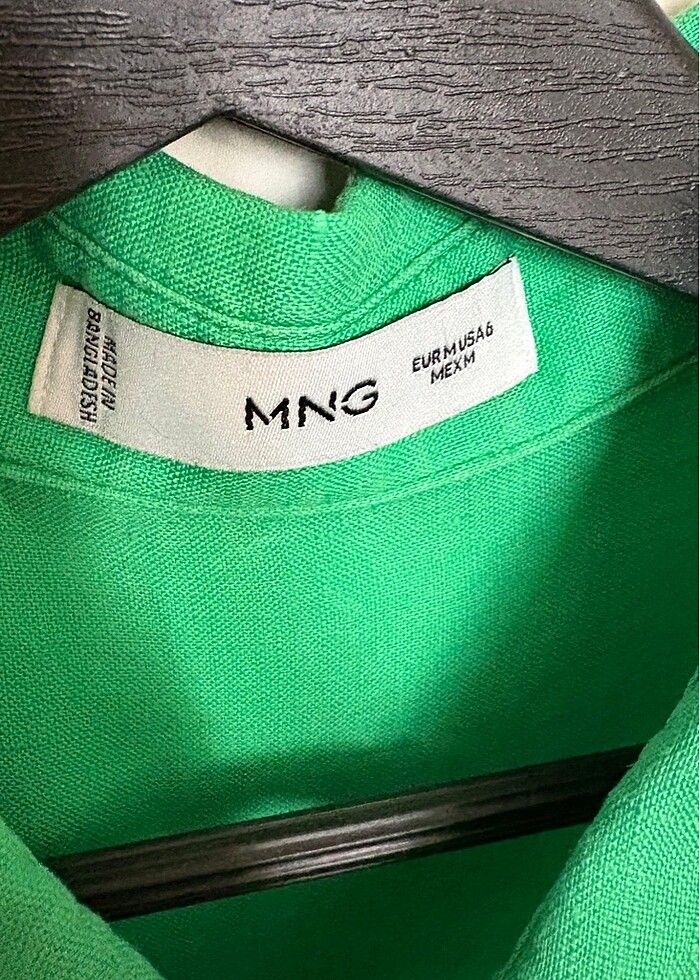 MADE IN
BANGLADESH
MNG
EUR M USA 6
MEX M